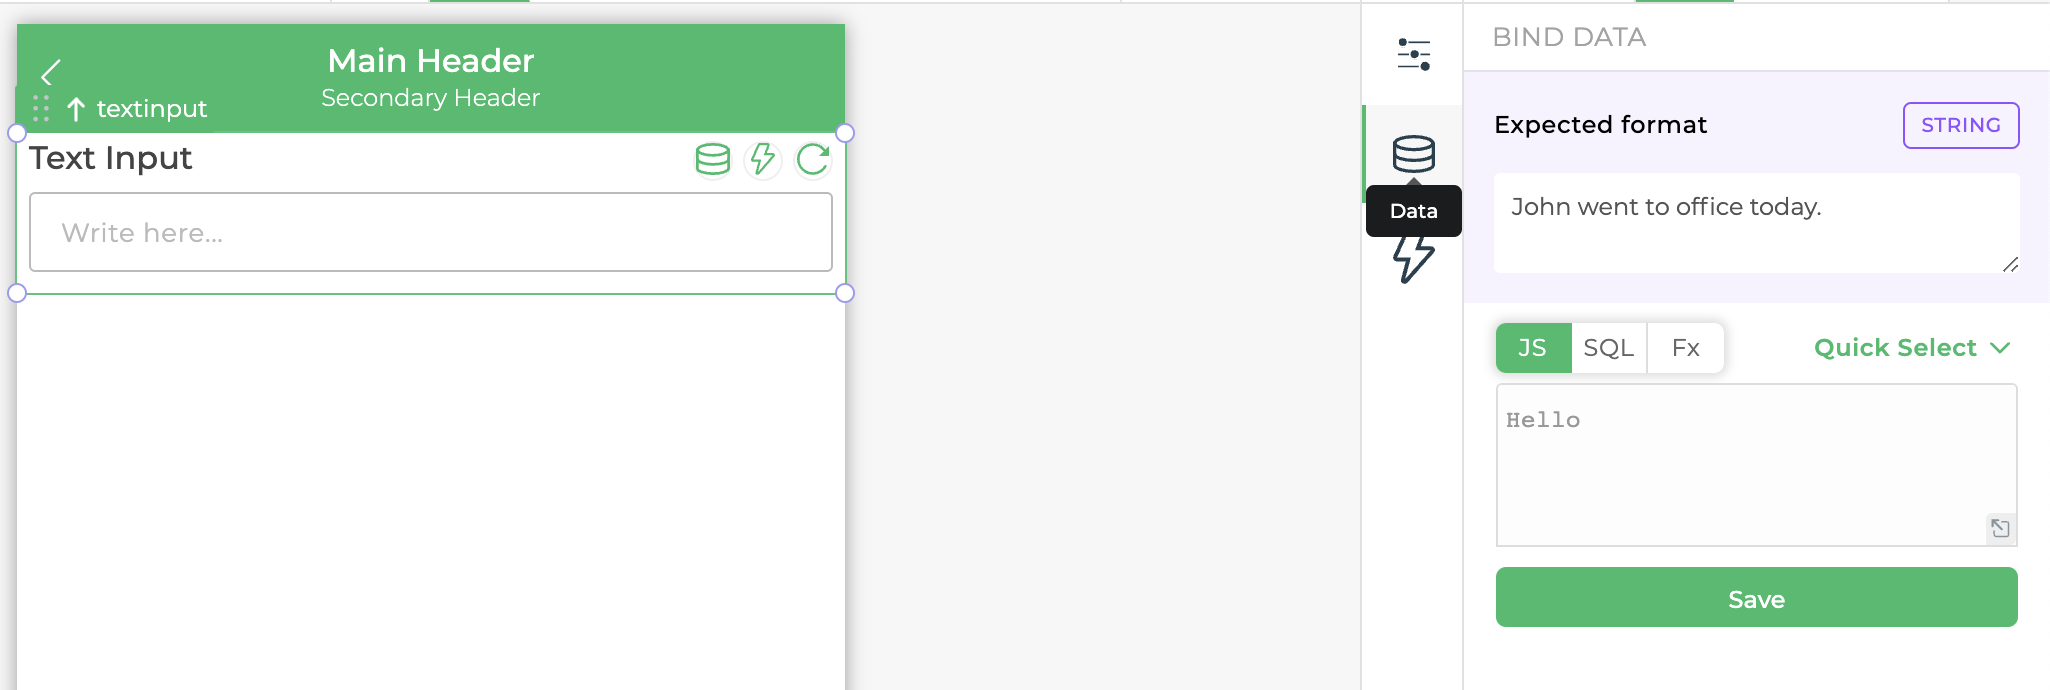 Main Header
Secondary Header
textinput
Text Input
Write here...
Data
BIND DATA
Expected format
STRING
John went to office today.
JS
SQL
Fx
Quick Select
Hello
Save